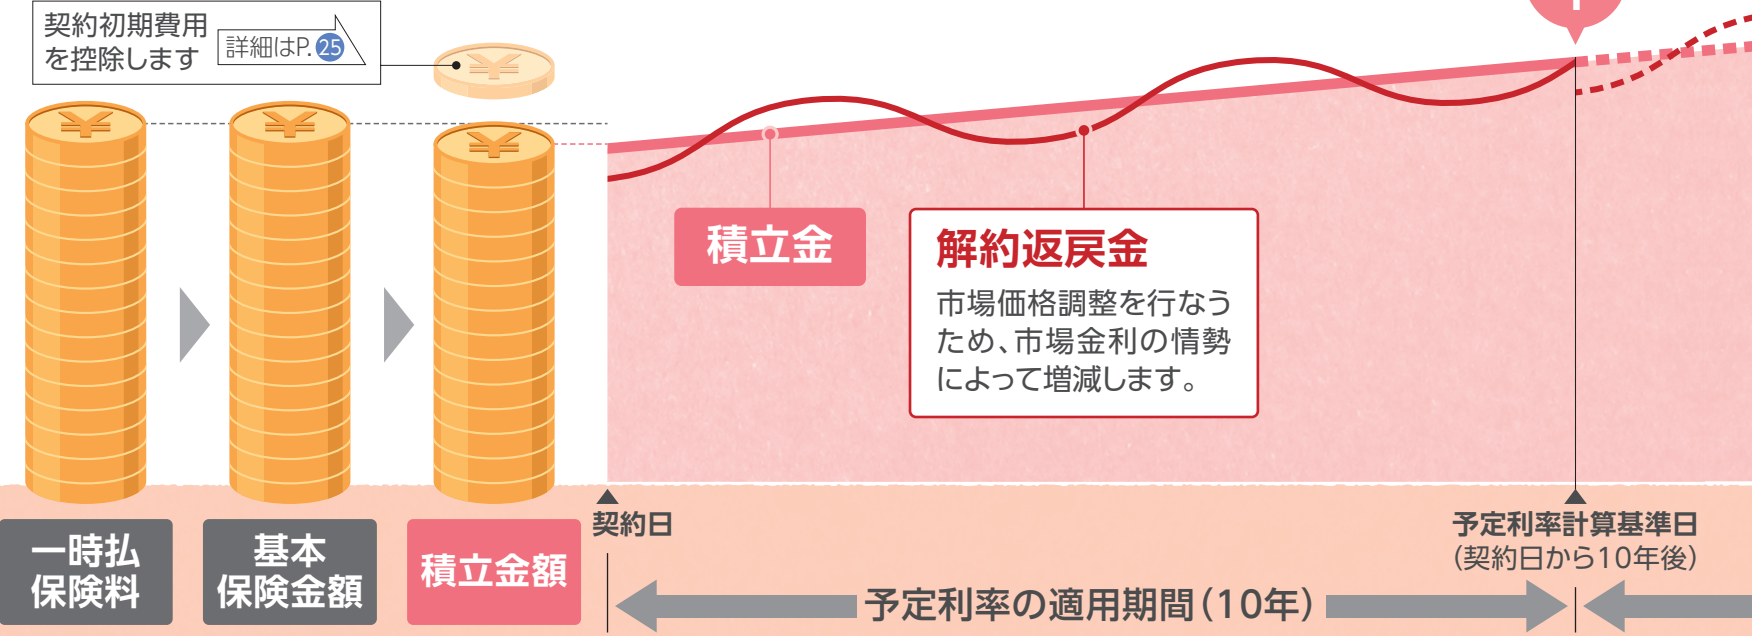 契約初期費用
を控除します
詳細はP.25
¥
¥
¥
¥
積立金
解約返戻金
市場価格調整を行なう
ため、市場金利の情勢
によって増減します。
契約日
予定利率計算基準日
(契約日から10年後)
一時払
保険料
基本
保険金額
積立金額
予定利率の適用期間(10年)